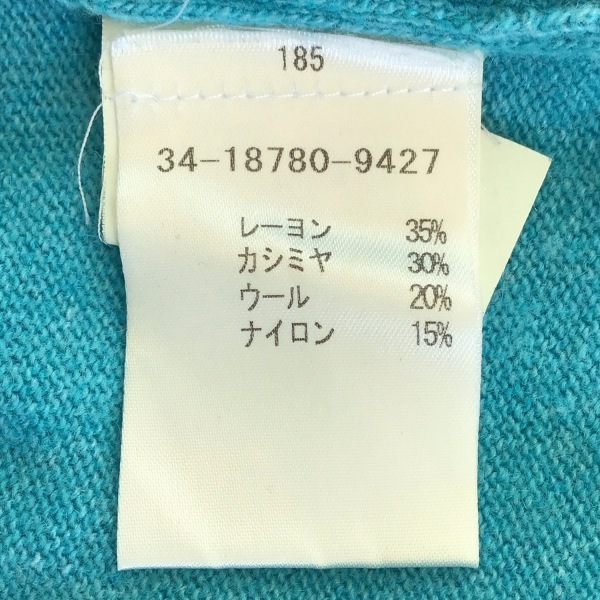 185
34-18780-9427
レーヨン 35%
カシミヤ 30%
ウール 20%
ナイロン 15%